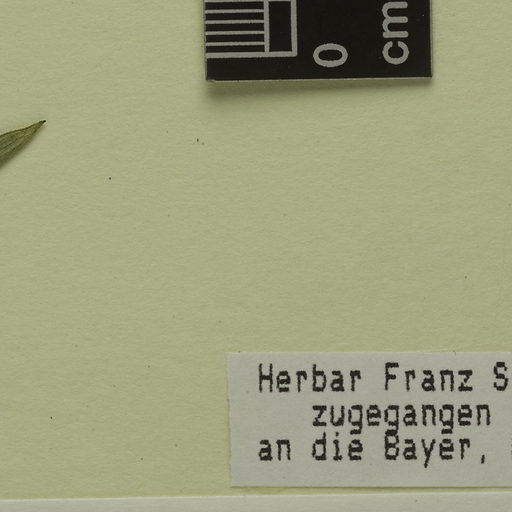 0 cm
Herbar Franz S
zugegangen
an die Bayer,